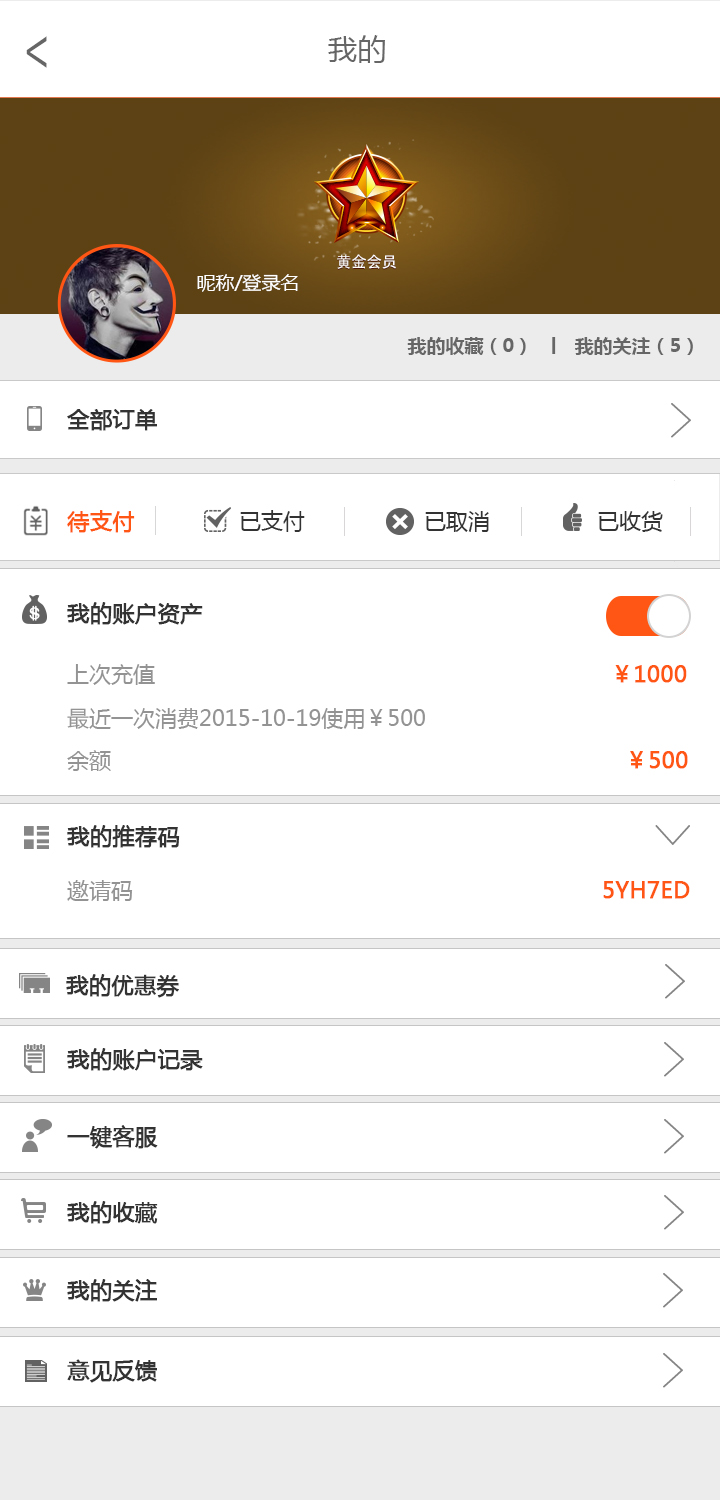 我的
黄金会员
昵称/登录名
我的收藏（0） | 我的关注（5）
全部订单
待支付 已支付 已取消 已收货
我的账户资产
上次充值 ￥1000
最近一次消费2015-10-19使用￥500
余额 ￥500
我的推荐码
邀请码 5YH7ED
我的优惠券
我的账户记录
一键客服
我的收藏
我的关注
意见反馈